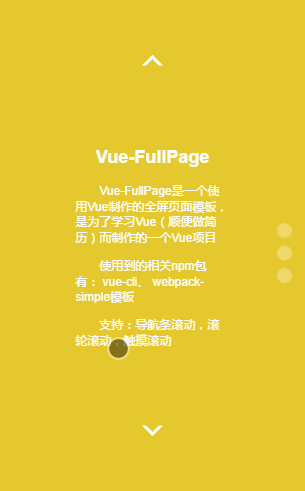 Vue-FullPage
Vue-FullPage是一个使
用Vue制作的全屏页面模板，
是为了学习Vue（顺便做简
历）而制作的一个Vue项目
使用到的相关npm包
有： vue-cli、 webpack-
simple模板
支持：导航条滚动，滚
轮滚动，触摸滚动